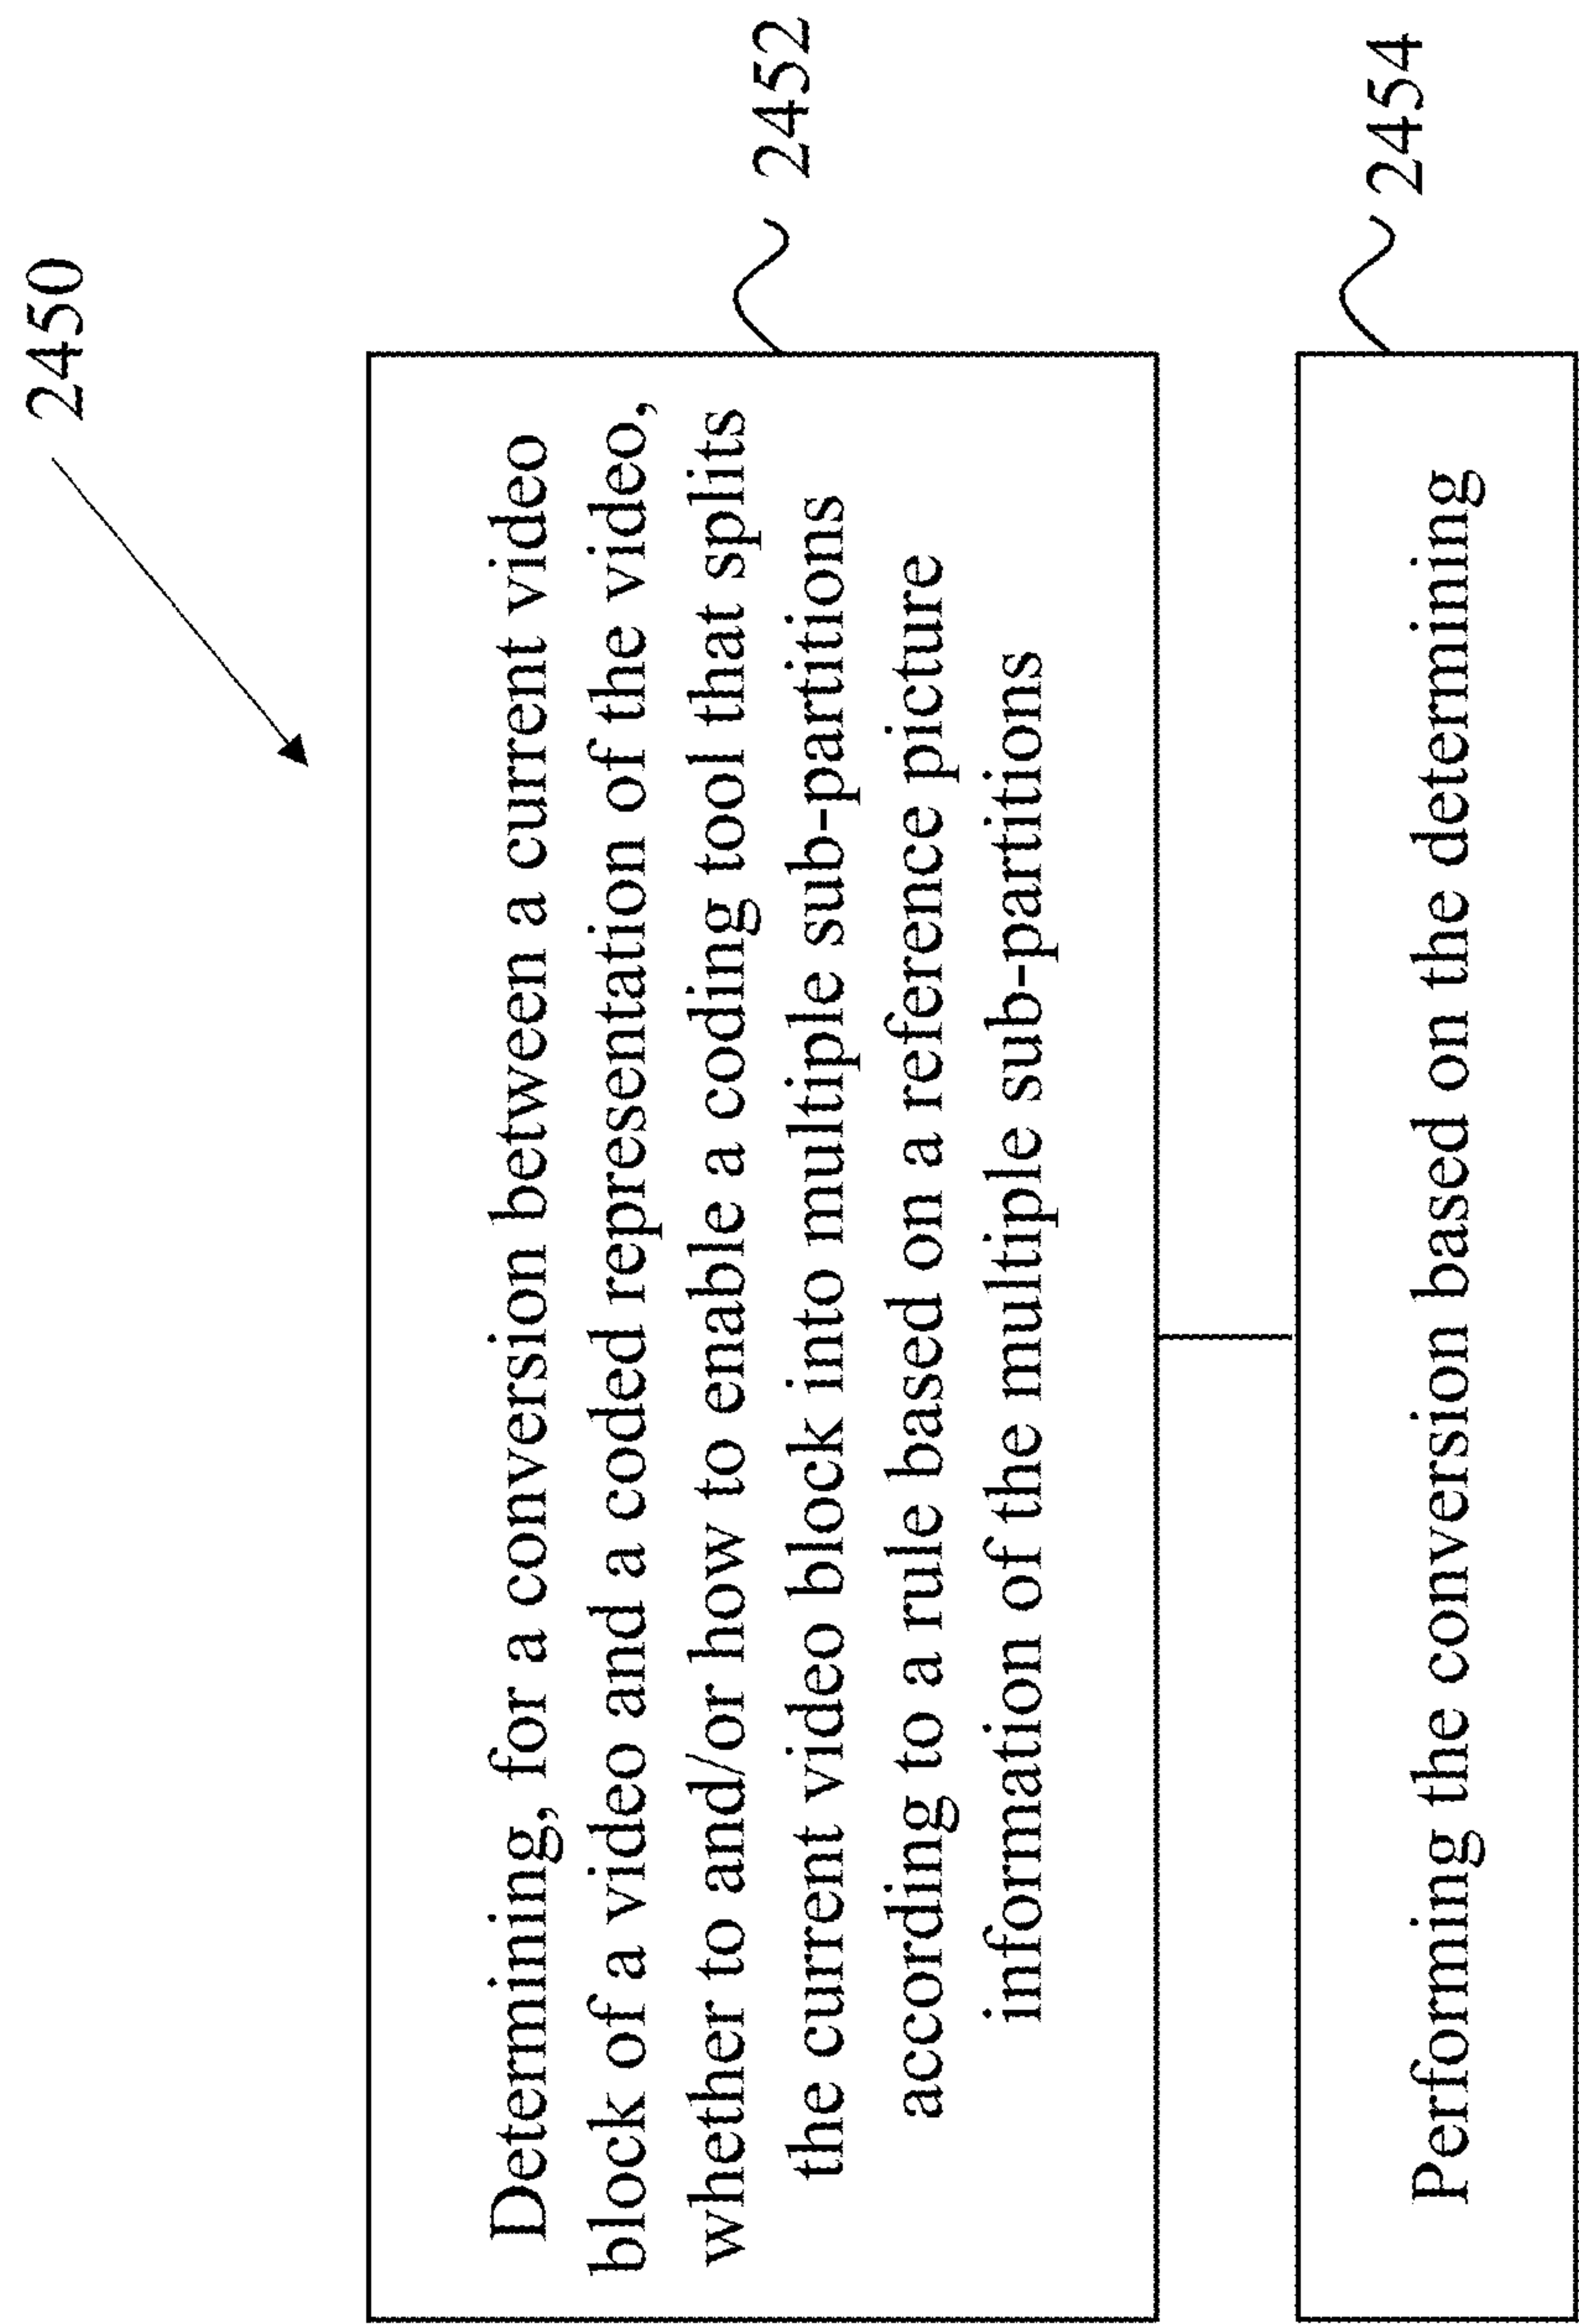 2450
Determining, for a conversion between a current video
block of a video and a coded representation of the video,
whether to and/or how to enable a coding tool that splits
the current video block into multiple sub-partitions
according to a rule based on a reference picture
information of the multiple sub-partitions
2452
Performing the conversion based on the determining
2454